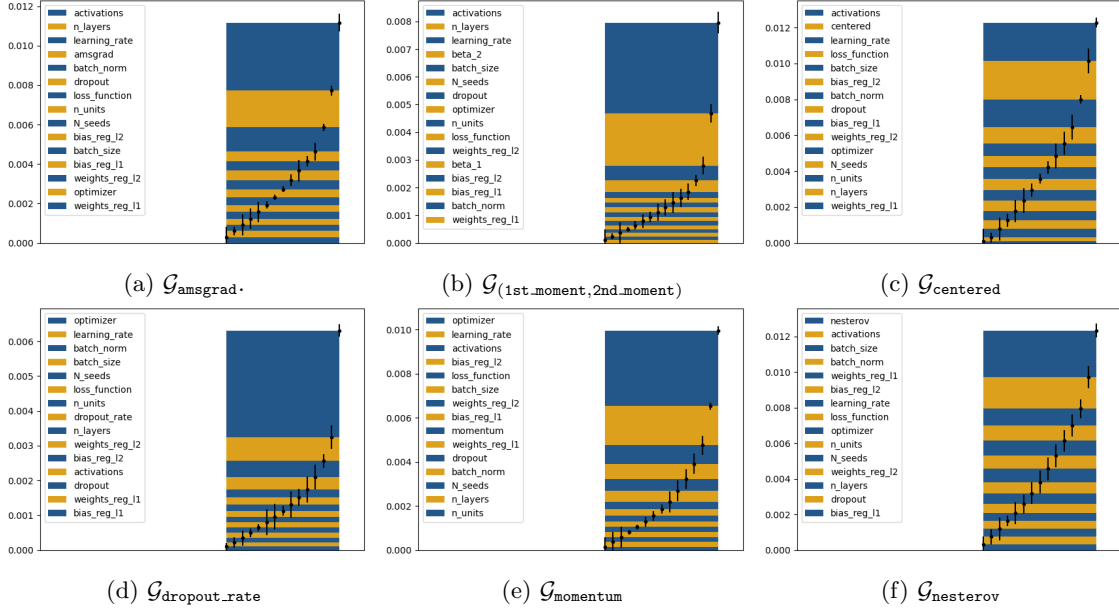 0.012
0.010
0.008
0.006
0.004
0.002
0.000
activations
n_layers
learning_rate
amsgrad
batch_norm
dropout
loss_function
n_units
N_seeds
bias_reg_l2
batch_size
bias_reg_l1
weights_reg_l2
optimizer
weights_reg_l1
(a) 𝒢amsgrad.
0.008
0.007
0.006
0.005
0.004
0.003
0.002
0.001
0.000
activations
n_layers
learning_rate
beta_2
batch_size
N_seeds
dropout
optimizer
n_units
loss_function
weights_reg_l2
beta_1
bias_reg_l2
bias_reg_l1
batch_norm
weights_reg_l1
(b) 𝒢(1st_moment,2nd_moment)
0.012
0.010
0.008
0.006
0.004
0.002
0.000
activations
centered
learning_rate
loss_function
batch_size
bias_reg_l2
batch_norm
dropout
bias_reg_l1
weights_reg_l2
optimizer
N_seeds
n_units
n_layers
weights_reg_l1
(c) 𝒢centered
0.006
0.005
0.004
0.003
0.002
0.001
0.000
optimizer
learning_rate
batch_norm
batch_size
N_seeds
loss_function
n_units
dropout_rate
n_layers
weights_reg_l2
bias_reg_l2
activations
dropout
weights_reg_l1
bias_reg_l1
(d) 𝒢dropout_rate
0.010
0.008
0.006
0.004
0.002
0.000
optimizer
learning_rate
activations
bias_reg_l2
loss_function
batch_size
weights_reg_l2
bias_reg_l1
momentum
weights_reg_l1
dropout
batch_norm
N_seeds
n_layers
n_units
(e) 𝒢momentum
0.012
0.010
0.008
0.006
0.004
0.002
0.000
nesterov
activations
batch_size
batch_norm
weights_reg_l1
bias_reg_l2
learning_rate
loss_function
optimizer
n_units
N_seeds
weights_reg_l2
n_layers
dropout
bias_reg_l1
(f) 𝒢nesterov